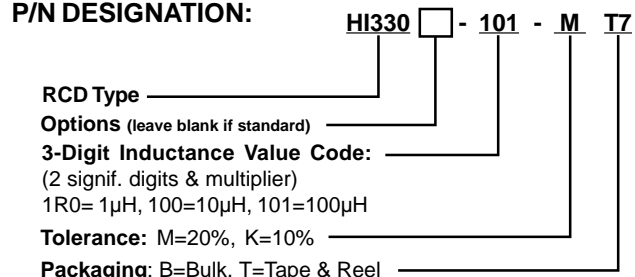 P/N DESIGNATION:
HI330 - 101 - M T7
RCD Type
Options (leave blank if standard)
3-Digit Inductance Value Code:
(2 signif. digits & multiplier)
1R0= 1µH, 100=10µH, 101=100µH
Tolerance: M=20%, K=10%
Packaging: B=Bulk, T=Tape & Reel